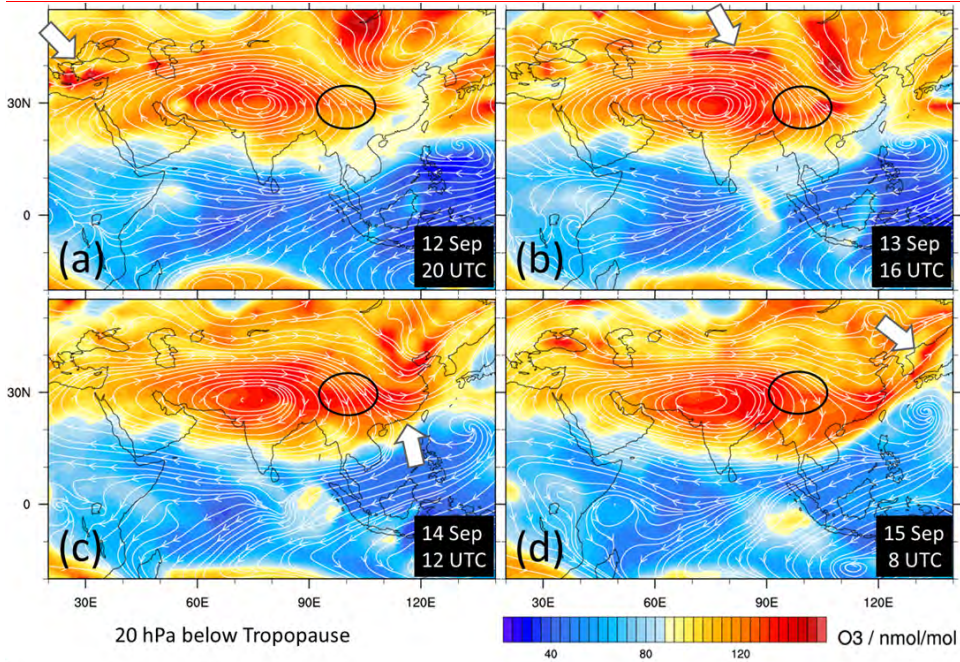 30N
0
(a)
12 Sep
20 UTC
(b)
13 Sep
16 UTC
30N
0
(c)
14 Sep
12 UTC
(d)
15 Sep
8 UTC
30E 60E 90E 120E 30E 60E 90E 120E
20 hPa below Tropopause
O3 / nmol/mol
40 80 120